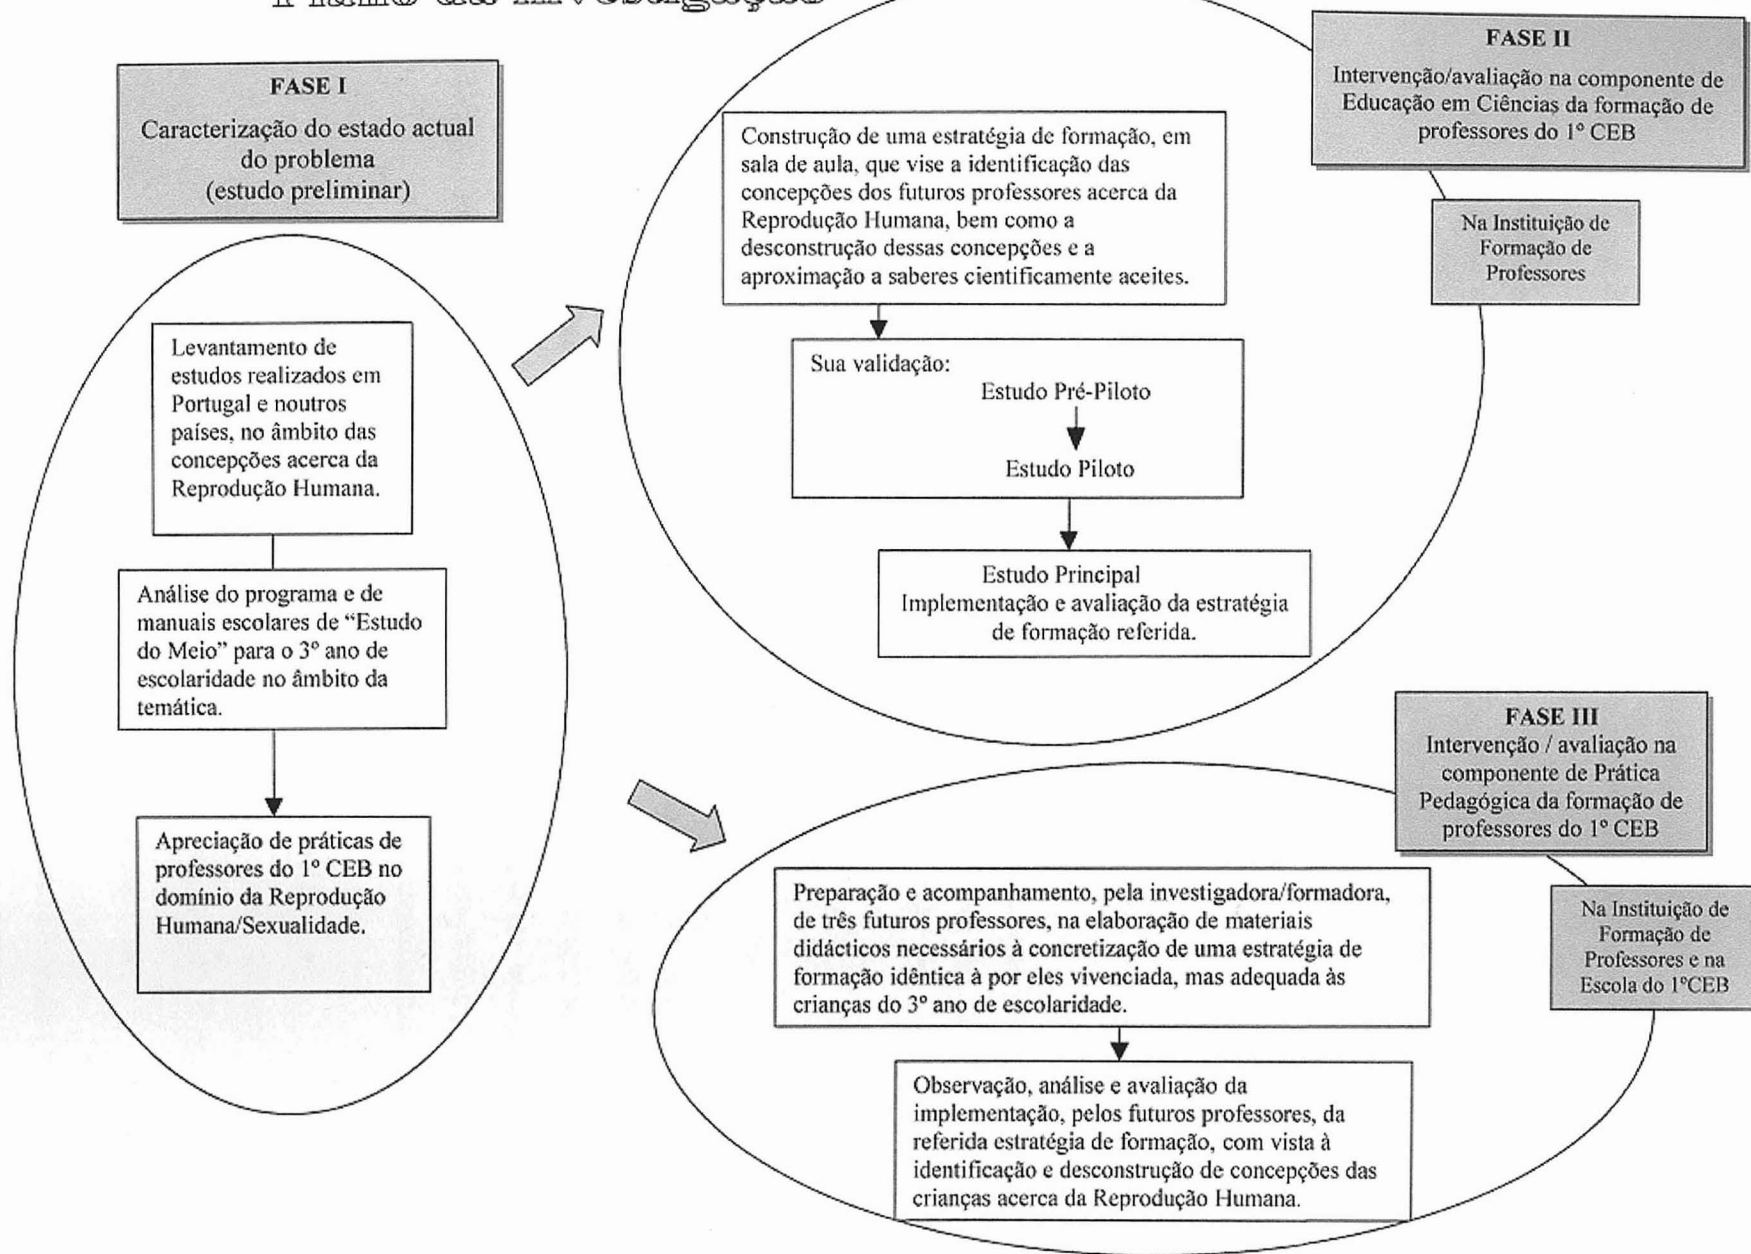 Plano da Investigação
FASE I
Caracterização do estado actual
do problema
(estudo preliminar)
Levantamento de
estudos realizados em
Portugal e noutros
países, no âmbito das
concepções acerca da
Reprodução Humana.
Análise do programa e de
manuais escolares de “Estudo
do Meio” para o 3º ano de
escolaridade no âmbito da
temática.
Apreciação de práticas de
professores do 1º CEB no
domínio da Reprodução
Humana/Sexualidade.
FASE II
Intervenção/avaliação na componente de
Educação em Ciências da formação de
professores do 1º CEB
Na Instituição de
Formação de
Professores
Construção de uma estratégia de formação, em
sala de aula, que vise a identificação das
concepções dos futuros professores acerca da
Reprodução Humana, bem como a
desconstrução dessas concepções e a
aproximação a saberes cientificamente aceites.
Sua validação:
Estudo Pré-Piloto
Estudo Piloto
Estudo Principal
Implementação e avaliação da estratégia
de formação referida.
FASE III
Intervenção / avaliação na
componente de Prática
Pedagógica da formação de
professores do 1º CEB
Na Instituição de
Formação de
Professores e na
Escola do 1ºCEB
Preparação e acompanhamento, pela investigadora/formadora,
de três futuros professores, na elaboração de materiais
didácticos necessários à concretização de uma estratégia de
formação idêntica à por eles vivenciada, mas adequada às
crianças do 3º ano de escolaridade.
Observação, análise e avaliação da
implementação, pelos futuros professores, da
referida estratégia de formação, com vista à
identificação e desconstrução de concepções das
crianças acerca da Reprodução Humana.